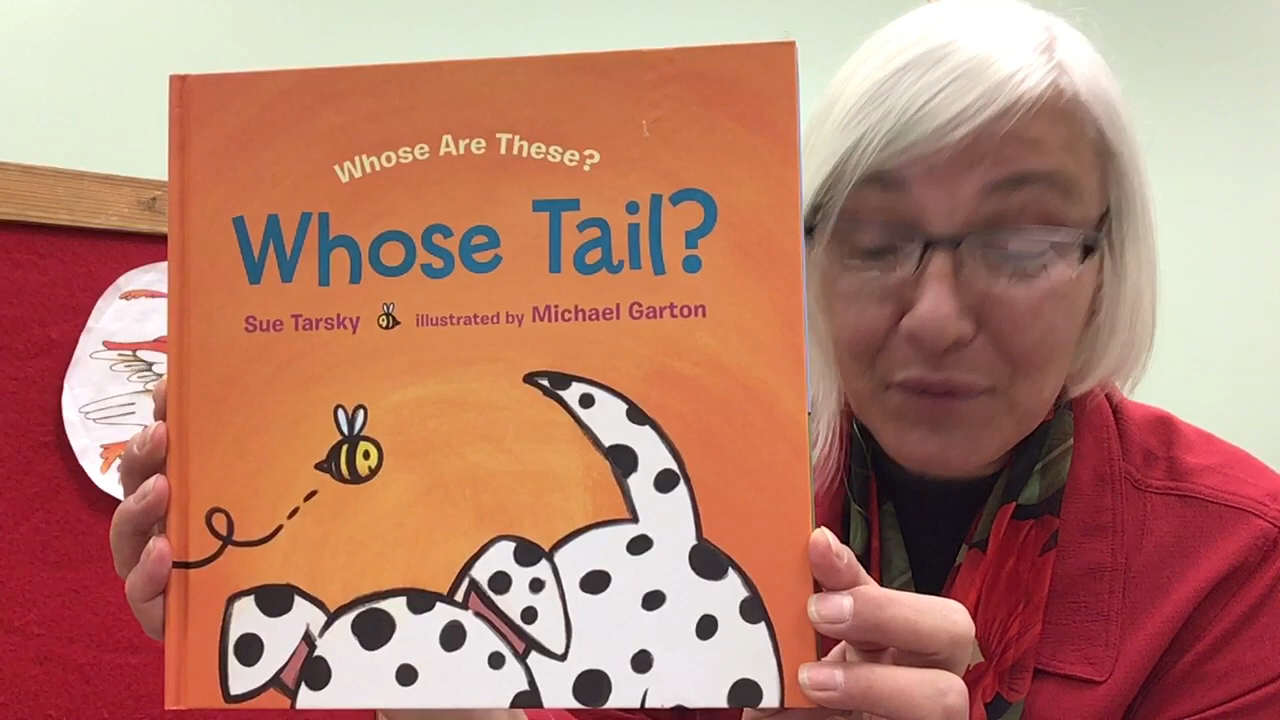 Whose Are These?
Whose Tail?
Sue Tarsky illustrated by Michael Garton